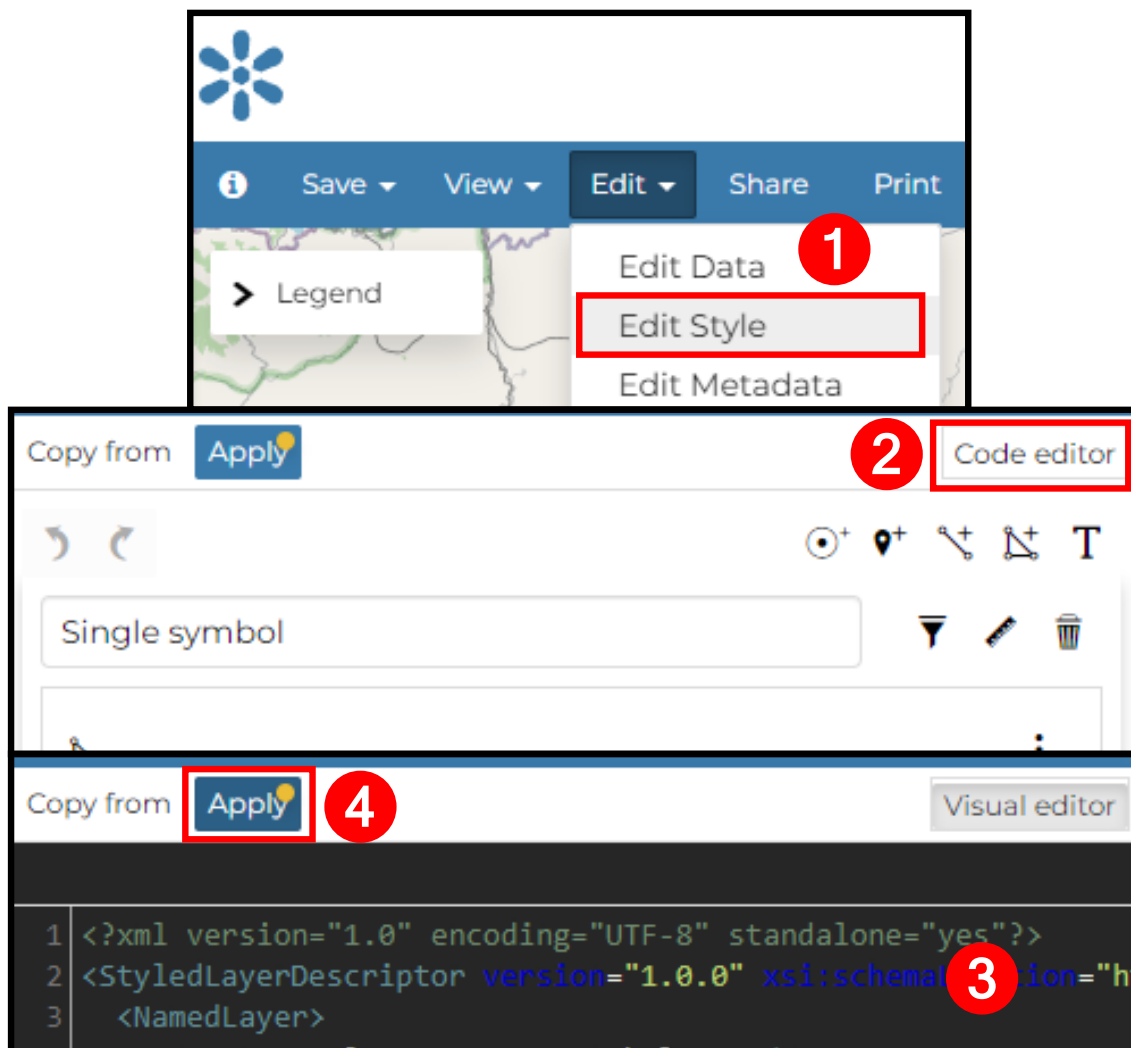 Save View Edit Share Print
1
Edit Data
Legend
Edit Style
Edit Metadata
Copy from Apply 2 Code editor
T
Single symbol
Copy from Apply 4 Visual editor
1 <?xml version="1.0" encoding="UTF-8" standalone="yes"?>
2 <StyledLayerDescriptor version="1.0.0" xsi:schema ion="h
3
3 <NamedLayer>